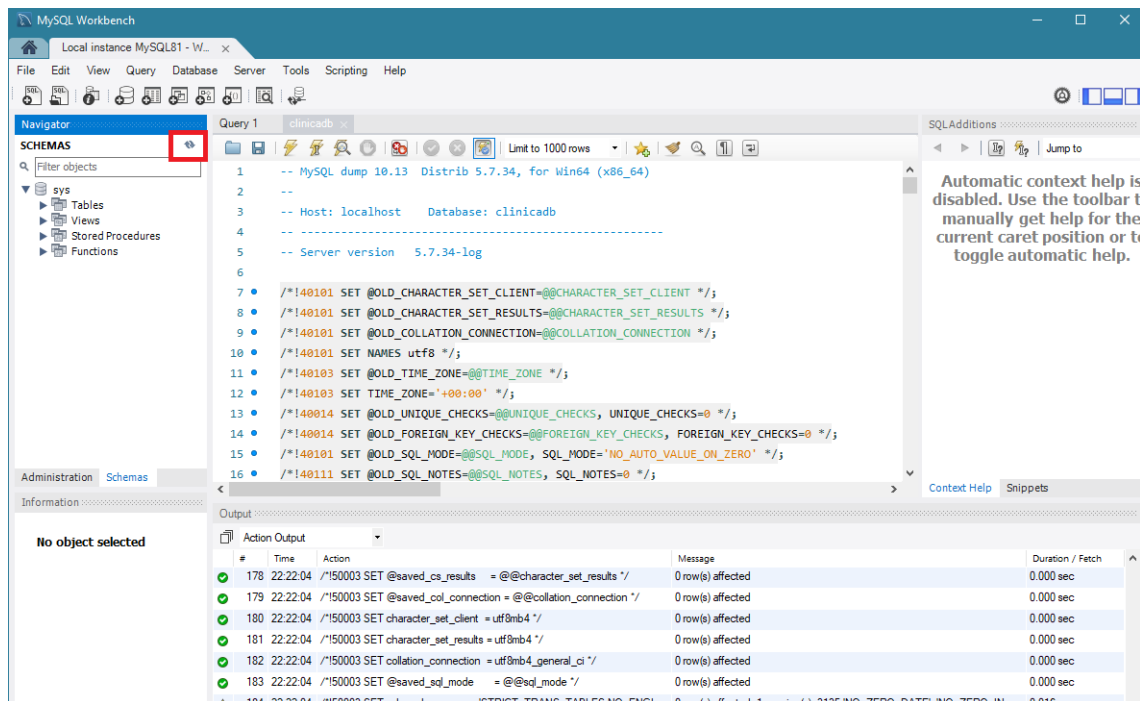 MySQL Workbench
Local instance MySQL81 - W... ×
File Edit View Query Database Server Tools Scripting Help
Navigator
SCHEMAS
Filter objects
sys
Tables
Views
Stored Procedures
Functions
Administration Schemas
Information
No object selected
Query 1 clinicadb ×
Limit to 1000 rows
1 -- MySQL dump 10.13 Distrib 5.7.34, for Win64 (x86_64)
2 --
3 -- Host: localhost Database: clinicadb
4 -- ------------------------------------------------------
5 -- Server version 5.7.34-log
6
7 /*!40101 SET @OLD_CHARACTER_SET_CLIENT=@@CHARACTER_SET_CLIENT */;
8 /*!40101 SET @OLD_CHARACTER_SET_RESULTS=@@CHARACTER_SET_RESULTS */;
9 /*!40101 SET @OLD_COLLATION_CONNECTION=@@COLLATION_CONNECTION */;
10 /*!40101 SET NAMES utf8 */;
11 /*!40103 SET @OLD_TIME_ZONE=@@TIME_ZONE */;
12 /*!40103 SET TIME_ZONE='+00:00' */;
13 /*!40014 SET @OLD_UNIQUE_CHECKS=@@UNIQUE_CHECKS, UNIQUE_CHECKS=0 */;
14 /*!40014 SET @OLD_FOREIGN_KEY_CHECKS=@@FOREIGN_KEY_CHECKS, FOREIGN_KEY_CHECKS=0 */;
15 /*!40101 SET @OLD_SQL_MODE=@@SQL_MODE, SQL_MODE='NO_AUTO_VALUE_ON_ZERO' */;
16 /*!40111 SET @OLD_SQL_NOTES=@@SQL_NOTES, SQL_NOTES=0 */;
SQLAdditions
Jump to
Automatic context help is
disabled. Use the toolbar t
manually get help for the
current caret position or to
toggle automatic help.
Context Help Snippets
Output
Action Output
# Time Action Message Duration / Fetch
178 22:22:04 /*!50003 SET @saved_cs_results = @@character_set_results */ 0 row(s) affected 0.000 sec
179 22:22:04 /*!50003 SET @saved_col_connection = @@collation_connection */ 0 row(s) affected 0.000 sec
180 22:22:04 /*!50003 SET character_set_client = utf8mb4 */ 0 row(s) affected 0.000 sec
181 22:22:04 /*!50003 SET character_set_results = utf8mb4 */ 0 row(s) affected 0.000 sec
182 22:22:04 /*!50003 SET collation_connection = utf8mb4_general_ci */ 0 row(s) affected 0.000 sec
183 22:22:04 /*!50003 SET @saved_sql_mode = @@sql_mode */ 0 row(s) affected 0.000 sec